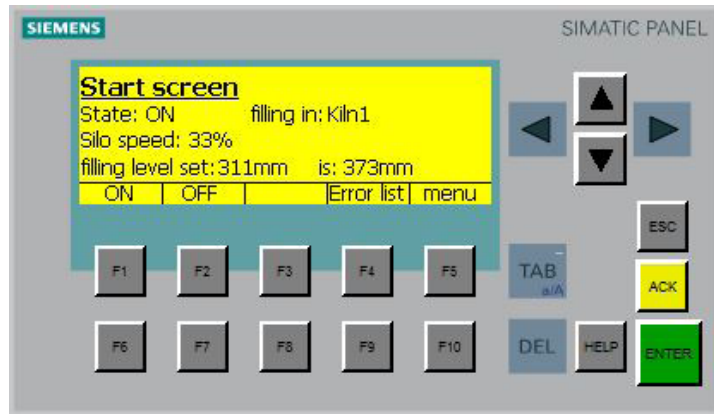 SIEMENS SIMATIC PANEL
Start screen
State: ON filling in: Kiln1
Silo speed: 33%
filling level set: 311mm is: 373mm
ON OFF Error list menu
ESC
F1 F2 F3 F4 F5 TAB a/A ACK
F6 F7 F8 F9 F10 DEL HELP ENTER